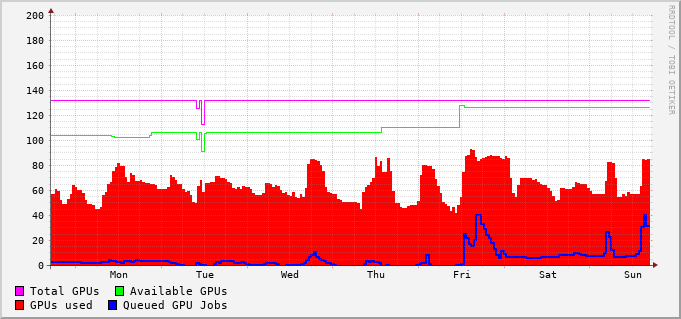 200
180
160
140
120
100
80
60
40
20
0
Mon Tue Wed Thu Fri Sat Sun
Total GPUs Available GPUs
GPUs used Queued GPU Jobs
RRDTOOL / TOBI OETIKER